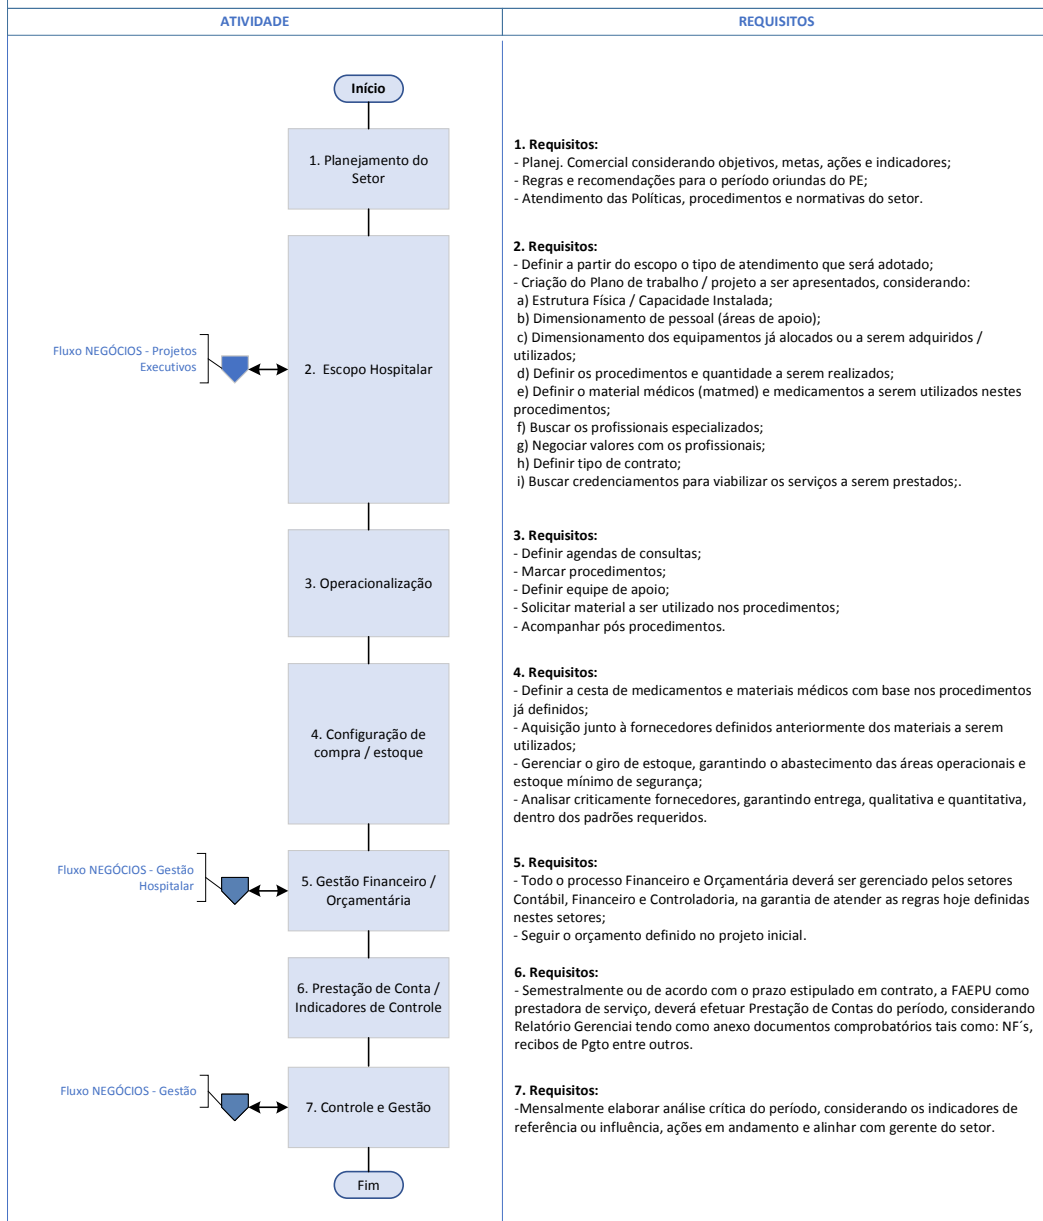 ATIVIDADE
REQUISITOS
Início
1. Planejamento do
Setor
1. Requisitos:
- Planej. Comercial considerando objetivos, metas, ações e indicadores;
- Regras e recomendações para o período oriundas do PE;
- Atendimento das Políticas, procedimentos e normativas do setor.
Fluxo NEGÓCIOS - Projetos
Executivos
2. Escopo Hospitalar
2. Requisitos:
- Definir a partir do escopo o tipo de atendimento que será adotado;
- Criação do Plano de trabalho / projeto a ser apresentados, considerando:
a) Estrutura Física / Capacidade Instalada;
b) Dimensionamento de pessoal (áreas de apoio);
c) Dimensionamento dos equipamentos já alocados ou a serem adquiridos /
utilizados;
d) Definir os procedimentos e quantidade a serem realizados;
e) Definir o material médicos (matmed) e medicamentos a serem utilizados nestes
procedimentos;
f) Buscar os profissionais especializados;
g) Negociar valores com os profissionais;
h) Definir tipo de contrato;
i) Buscar credenciamentos para viabilizar os serviços a serem prestados;.
3. Operacionalização
3. Requisitos:
- Definir agendas de consultas;
- Marcar procedimentos;
- Definir equipe de apoio;
- Solicitar material a ser utilizado nos procedimentos;
- Acompanhar pós procedimentos.
4. Configuração de
compra / estoque
4. Requisitos:
- Definir a cesta de medicamentos e materiais médicos com base nos procedimentos
já definidos;
- Aquisição junto à fornecedores definidos anteriormente dos materiais a serem
utilizados;
- Gerenciar o giro de estoque, garantindo o abastecimento das áreas operacionais e
estoque mínimo de segurança;
- Analisar criticamente fornecedores, garantindo entrega, qualitativa e quantitativa,
dentro dos padrões requeridos.
Fluxo NEGÓCIOS - Gestão
Hospitalar
5. Gestão Financeiro /
Orçamentária
5. Requisitos:
- Todo o processo Financeiro e Orçamentária deverá ser gerenciado pelos setores
Contábil, Financeiro e Controladoria, na garantia de atender as regras hoje definidas
nestes setores;
- Seguir o orçamento definido no projeto inicial.
6. Prestação de Conta /
Indicadores de Controle
6. Requisitos:
- Semestralmente ou de acordo com o prazo estipulado em contrato, a FAEPU como
prestadora de serviço, deverá efetuar Prestação de Contas do período, considerando
Relatório Gerenciai tendo como anexo documentos comprobatórios tais como: NF´s,
recibos de Pgto entre outros.
Fluxo NEGÓCIOS - Gestão
7. Controle e Gestão
7. Requisitos:
-Mensalmente elaborar análise crítica do período, considerando os indicadores de
referência ou influência, ações em andamento e alinhar com gerente do setor.
Fim